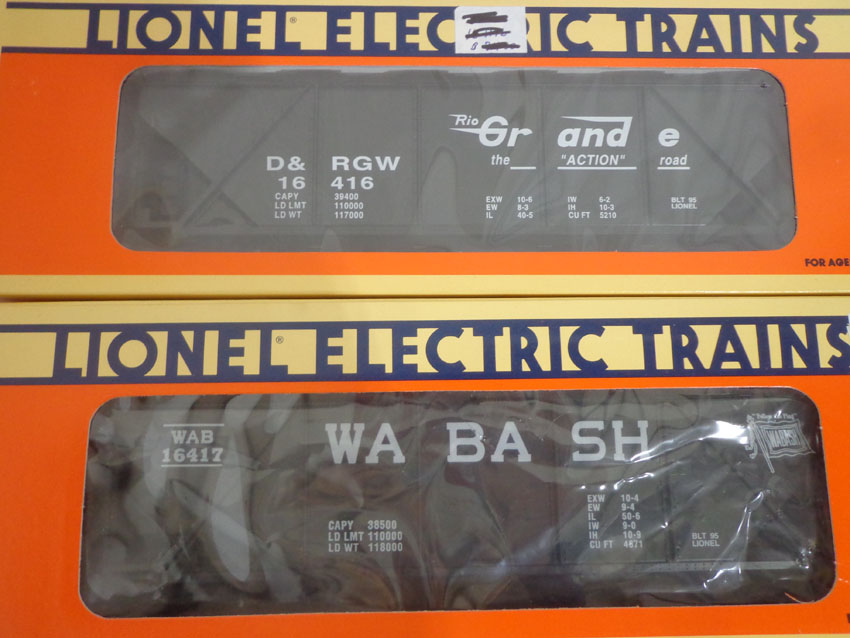 LIONEL® ELECTRIC TRAINS
Rio Grande
the "ACTION" road
D& RGW
16 416
CAPY 39400
LD LMT 110000
LD WT 117000
EXW 10-6
EW 8-3
IL 40-5
IW 6-2
IH 10-3
CU FT 5210
BLT 95
LIONEL
FOR AGE
LIONEL® ELECTRIC TRAINS
WAB
16417
WA BA SH
WABASH
CAPY 38500
LD LMT 110000
LD WT 118000
EXW 10-4
EW 9-4
IL 50-6
IW 9-0
IH 10-9
CU FT 4671
BLT 95
LIONEL